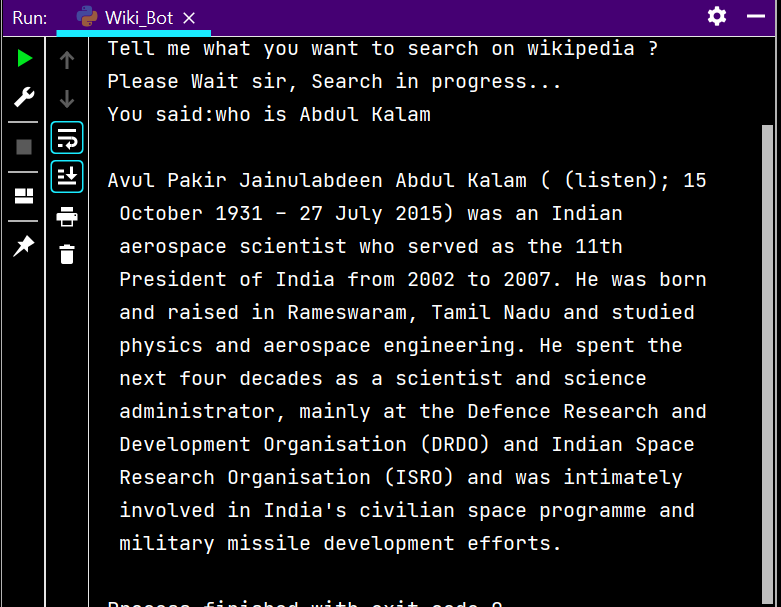 Run: Wiki_Bot
Tell me what you want to search on wikipedia ?
Please Wait sir, Search in progress...
You said:who is Abdul Kalam
Avul Pakir Jainulabdeen Abdul Kalam ( (listen); 15
October 1931 – 27 July 2015) was an Indian
aerospace scientist who served as the 11th
President of India from 2002 to 2007. He was born
and raised in Rameswaram, Tamil Nadu and studied
physics and aerospace engineering. He spent the
next four decades as a scientist and science
administrator, mainly at the Defence Research and
Development Organisation (DRDO) and Indian Space
Research Organisation (ISRO) and was intimately
involved in India's civilian space programme and
military missile development efforts.
Process finished with exit code 0